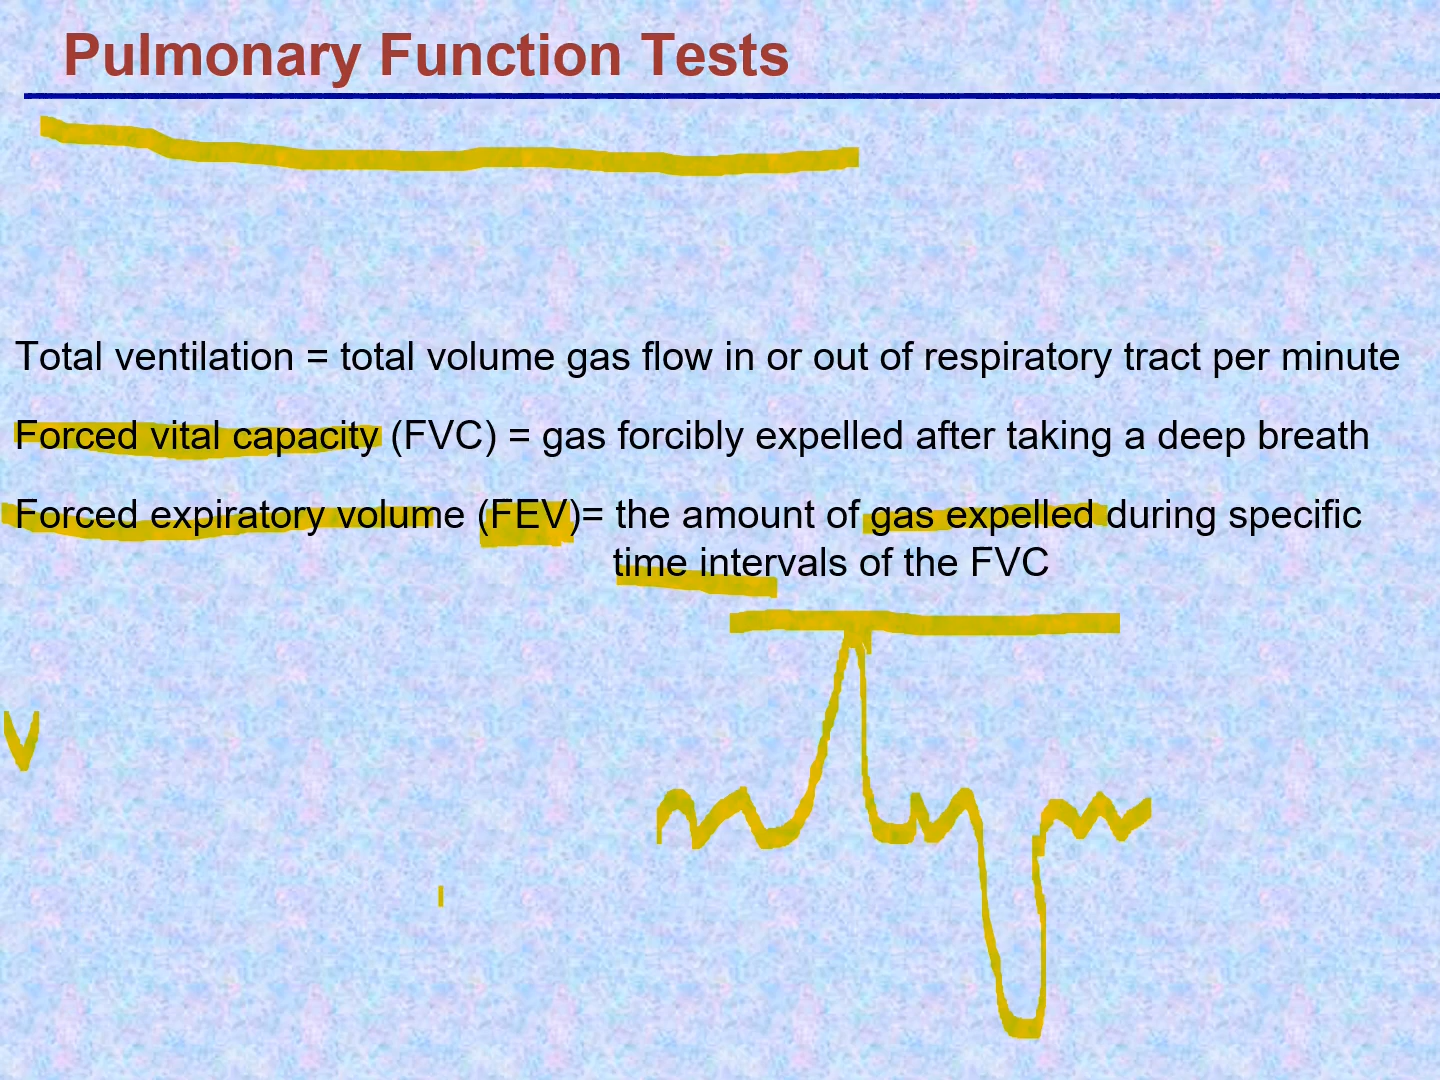 Pulmonary Function Tests
Total ventilation = total volume gas flow in or out of respiratory tract per minute
Forced vital capacity (FVC) = gas forcibly expelled after taking a deep breath
Forced expiratory volume (FEV)= the amount of gas expelled during specific
time intervals of the FVC
V